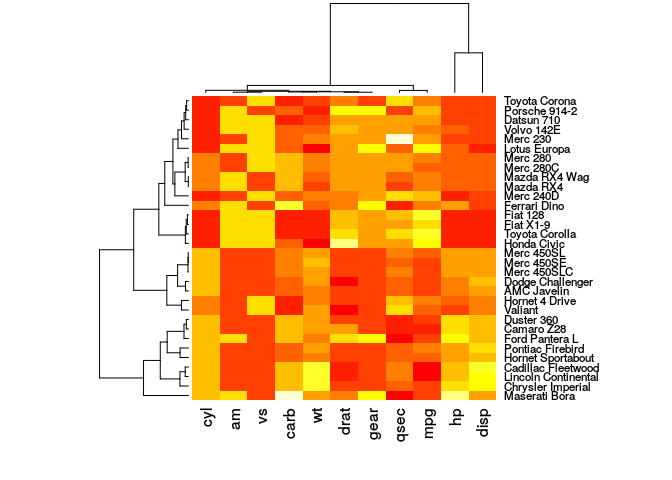 Toyota Corona
Porsche 914-2
Datsun 710
Volvo 142E
Merc 230
Lotus Europa
Merc 280
Merc 280C
Mazda RX4 Wag
Mazda RX4
Merc 240D
Ferrari Dino
Fiat 128
Fiat X1-9
Toyota Corolla
Honda Civic
Merc 450SL
Merc 450SE
Merc 450SLC
Dodge Challenger
AMC Javelin
Hornet 4 Drive
Valiant
Duster 360
Camaro Z28
Ford Pantera L
Pontiac Firebird
Hornet Sportabout
Cadillac Fleetwood
Lincoln Continental
Chrysler Imperial
Maserati Bora
cyl
am
vs
carb
wt
drat
gear
qsec
mpg
hp
disp